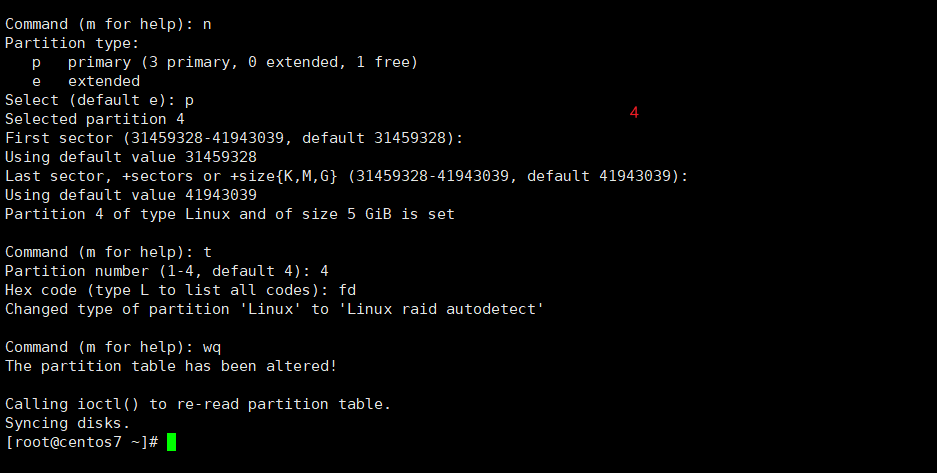 Command (m for help): n
Partition type:
   p   primary (3 primary, 0 extended, 1 free)
   e   extended
Select (default e): p
Selected partition 4
4
First sector (31459328-41943039, default 31459328):
Using default value 31459328
Last sector, +sectors or +size{K,M,G} (31459328-41943039, default 41943039):
Using default value 41943039
Partition 4 of type Linux and of size 5 GiB is set
Command (m for help): t
Partition number (1-4, default 4): 4
Hex code (type L to list all codes): fd
Changed type of partition 'Linux' to 'Linux raid autodetect'
Command (m for help): wq
The partition table has been altered!
Calling ioctl() to re-read partition table.
Syncing disks.
[root@centos7 ~]#